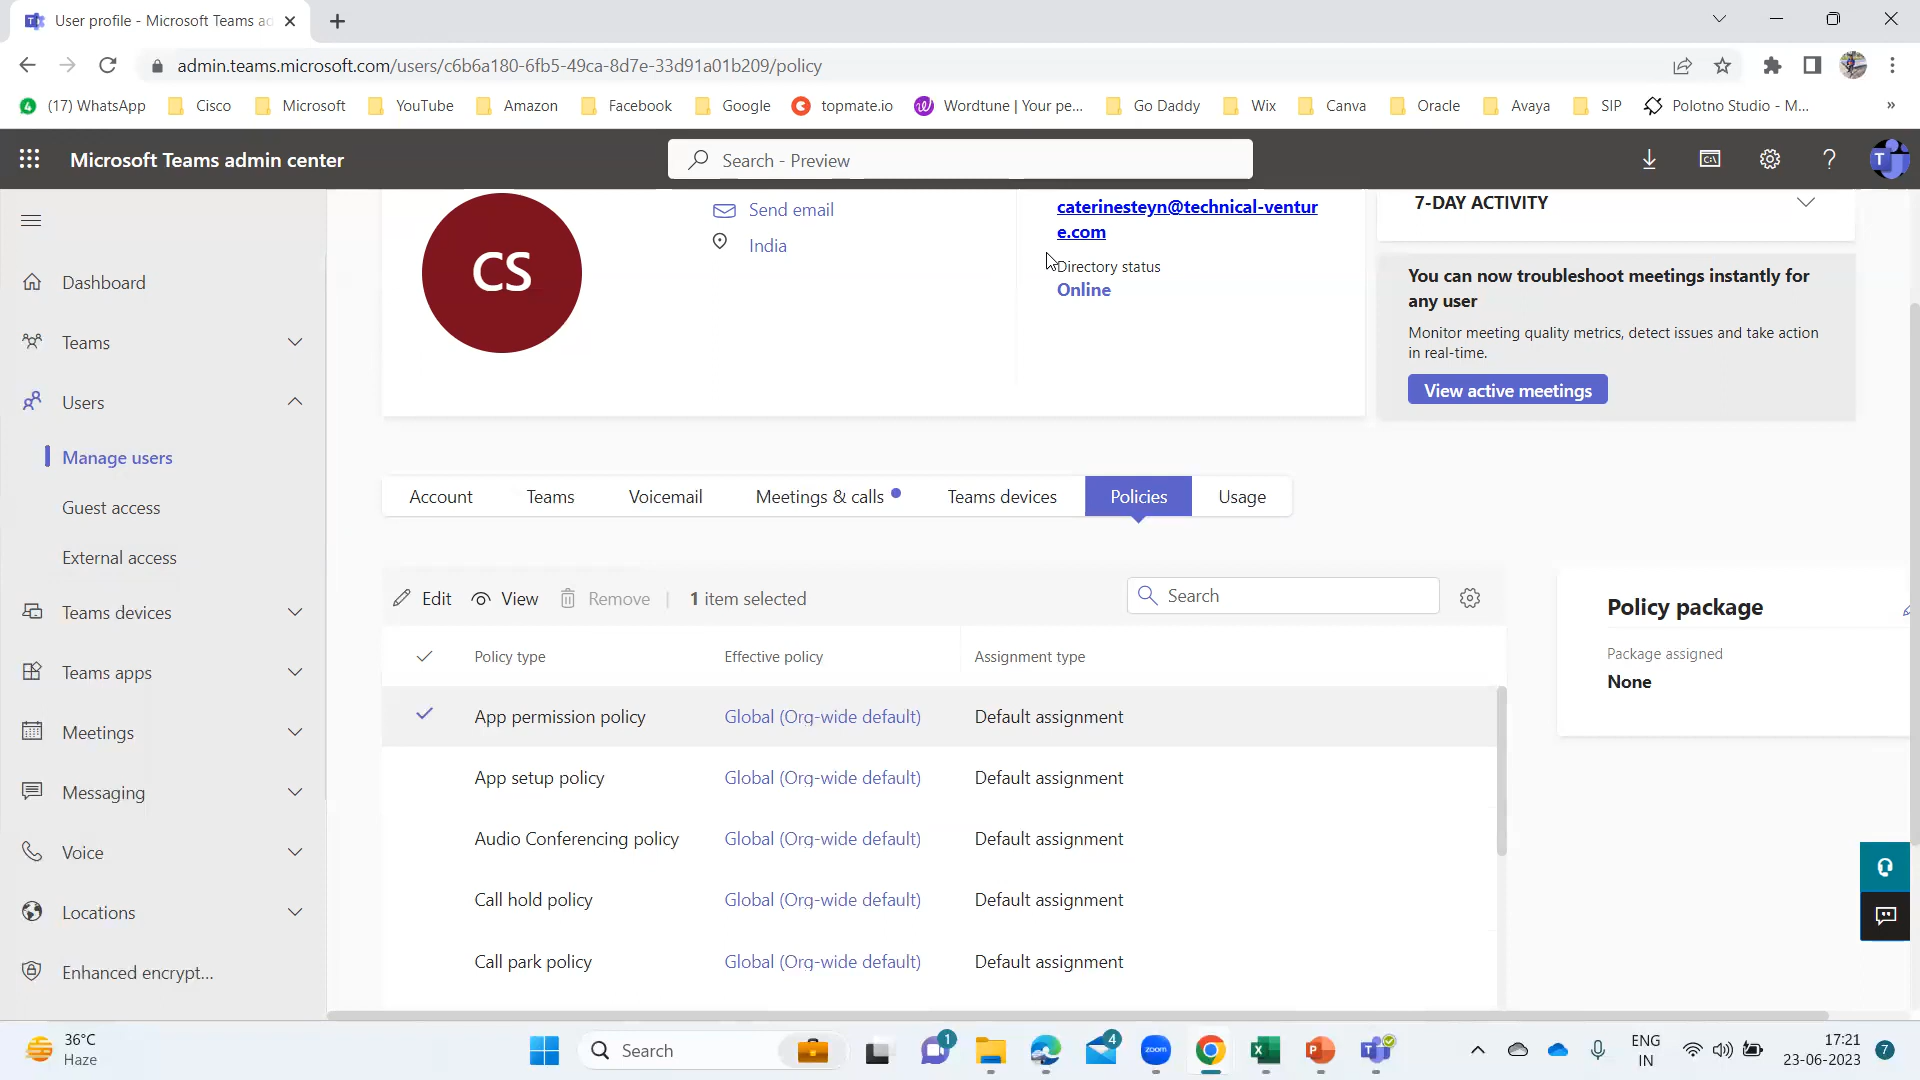 User profile - Microsoft Teams ad
admin.teams.microsoft.com/users/c6b6a180-6fb5-49ca-8d7e-33d91a01b209/policy
(17) WhatsApp
Cisco
Microsoft
YouTube
Amazon
Facebook
Google
topmate.io
Wordtune | Your pe...
Go Daddy
Wix
Canva
Oracle
Avaya
SIP
Polotno Studio - M...
»
Microsoft Teams admin center
Search - Preview
Dashboard
Teams
Users
Manage users
Guest access
External access
Teams devices
Teams apps
Meetings
Messaging
Voice
Locations
Enhanced encrypt...
CS
Send email
India
caterinesteyn@technical-ventur
e.com
Directory status
Online
7-DAY ACTIVITY
You can now troubleshoot meetings instantly for
any user
Monitor meeting quality metrics, detect issues and take action
in real-time.
View active meetings
Account
Teams
Voicemail
Meetings & calls
Teams devices
Policies
Usage
Edit
View
Remove
1 item selected
Search
Policy type
Effective policy
Assignment type
App permission policy
Global (Org-wide default)
Default assignment
App setup policy
Global (Org-wide default)
Default assignment
Audio Conferencing policy
Global (Org-wide default)
Default assignment
Call hold policy
Global (Org-wide default)
Default assignment
Call park policy
Global (Org-wide default)
Default assignment
Policy package
Package assigned
None
36°C
Haze
Search
1
4
zoom
ENG
IN
17:21
23-06-2023
7